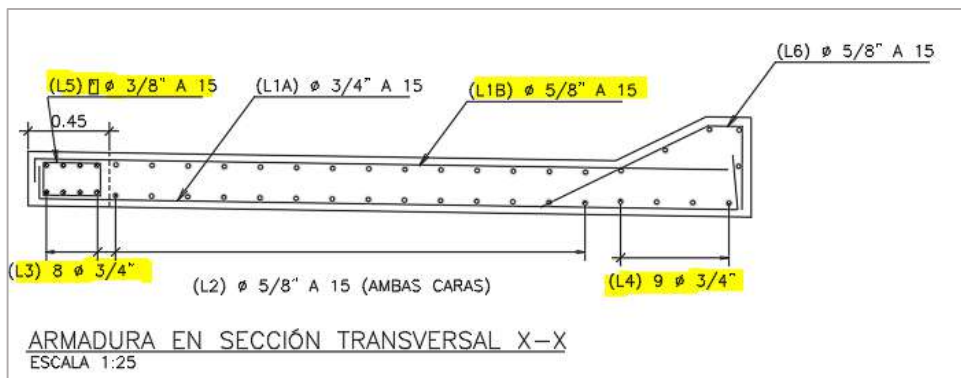 (L5) ø 3/8" A 15
(L1A) ø 3/4" A 15
(L1B) ø 5/8" A 15
(L6) ø 5/8" A 15
0.45
(L3) 8 ø 3/4"
(L2) ø 5/8" A 15 (AMBAS CARAS)
(L4) 9 ø 3/4"
ARMADURA EN SECCIÓN TRANSVERSAL X-X
ESCALA 1:25